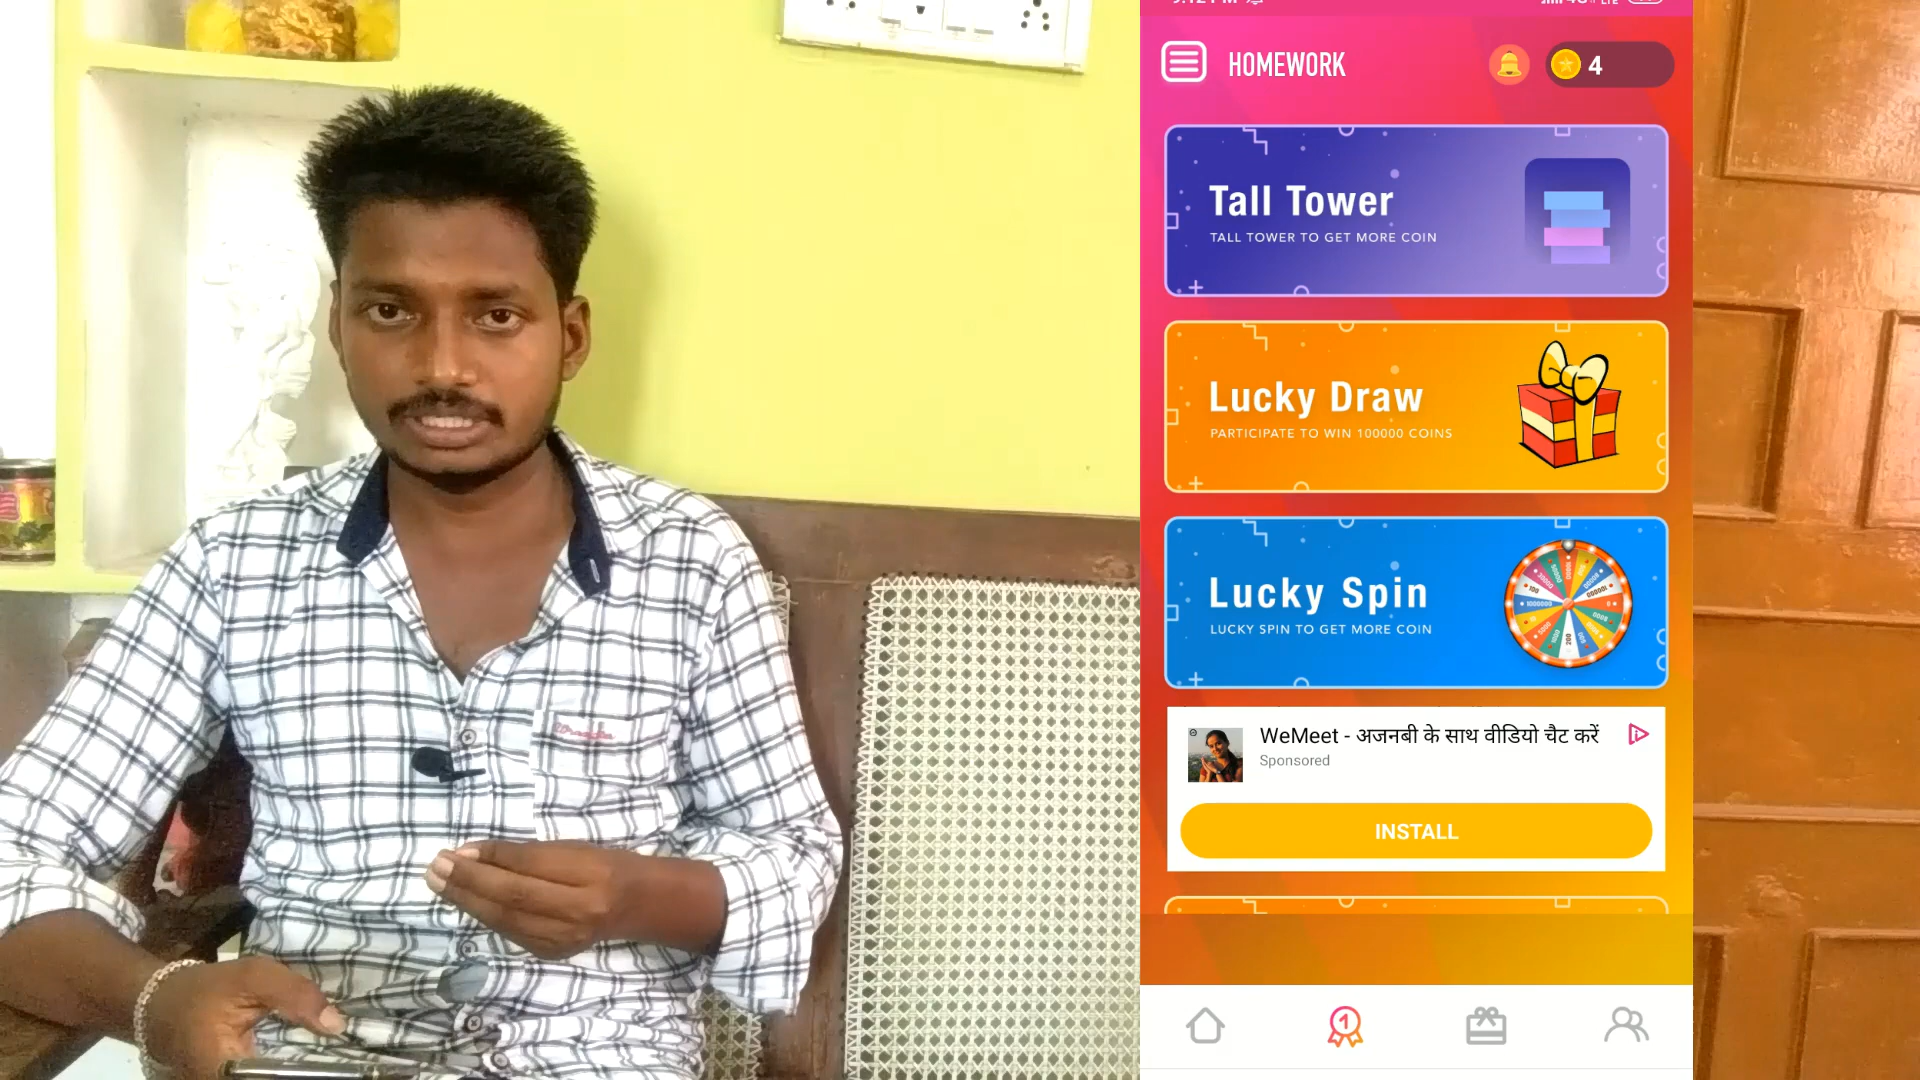 HOMEWORK
4
Tall Tower
TALL TOWER TO GET MORE COIN
Lucky Draw
PARTICIPATE TO WIN 100000 COINS
Lucky Spin
LUCKY SPIN TO GET MORE COIN
WeMeet - अजनबी के साथ वीडियो चैट करें
Sponsored
INSTALL
1